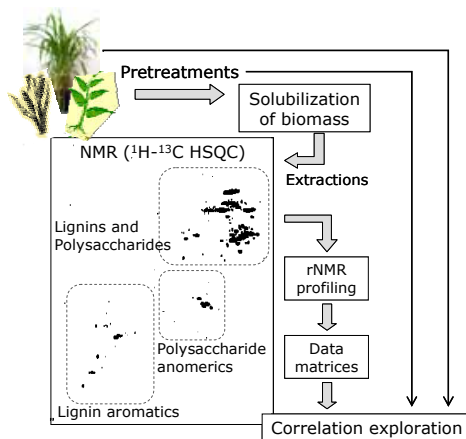 Pretreatments
Solubilization
of biomass
NMR (¹H-¹³C HSQC)
Extractions
Lignins and
Polysaccharides
rNMR
profiling
Polysaccharide
anomerics
Data
matrices
Lignin aromatics
Correlation exploration